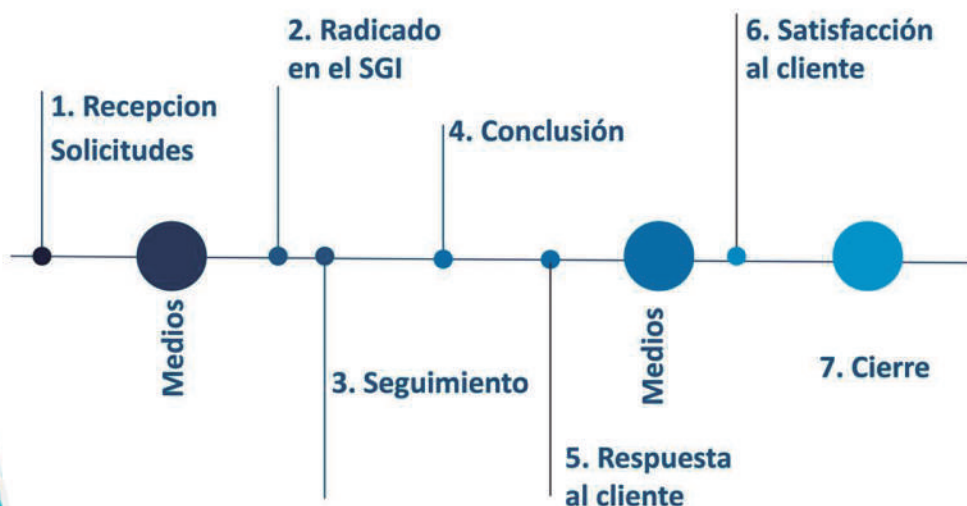 1. Recepcion
Solicitudes
Medios
2. Radicado
en el SGI
3. Seguimiento
4. Conclusión
5. Respuesta
al cliente
Medios
6. Satisfacción
al cliente
7. Cierre